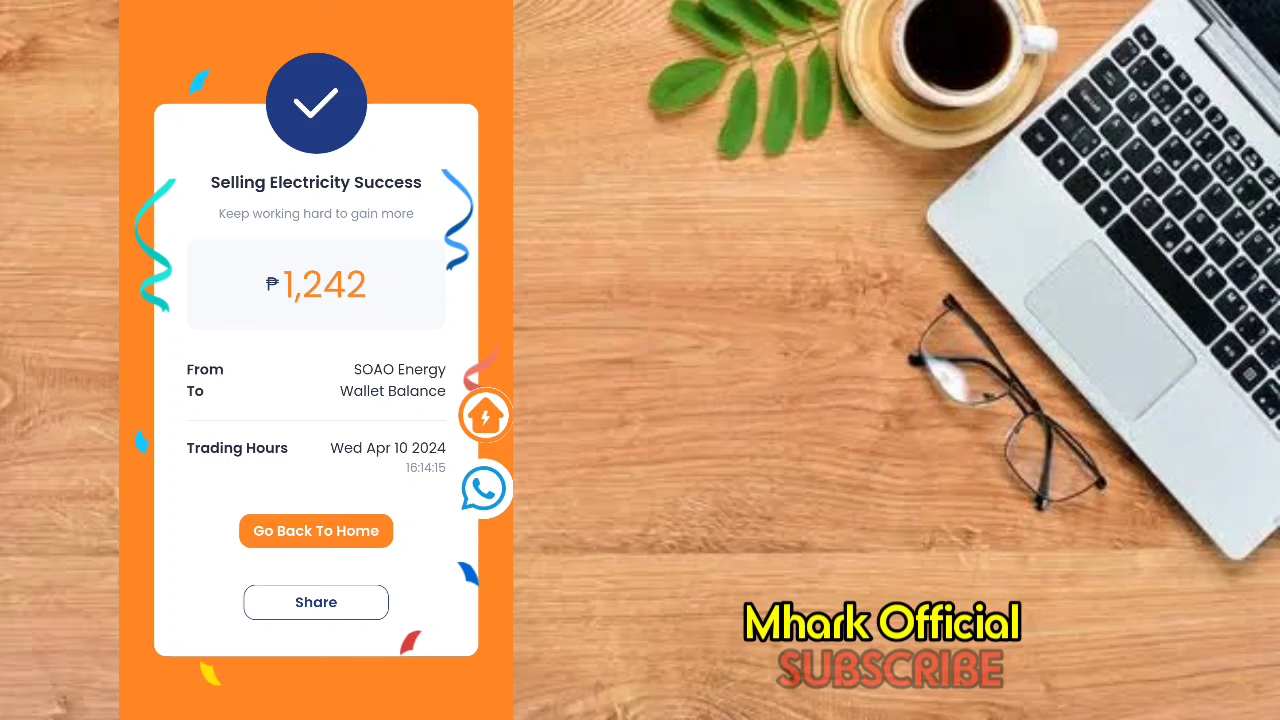 Selling Electricity Success
Keep working hard to gain more
₱1,242
From SOAO Energy
To Wallet Balance
Trading Hours Wed Apr 10 2024
16:14:15
Go Back To Home
Share
Mhark Official
SUBSCRIBE